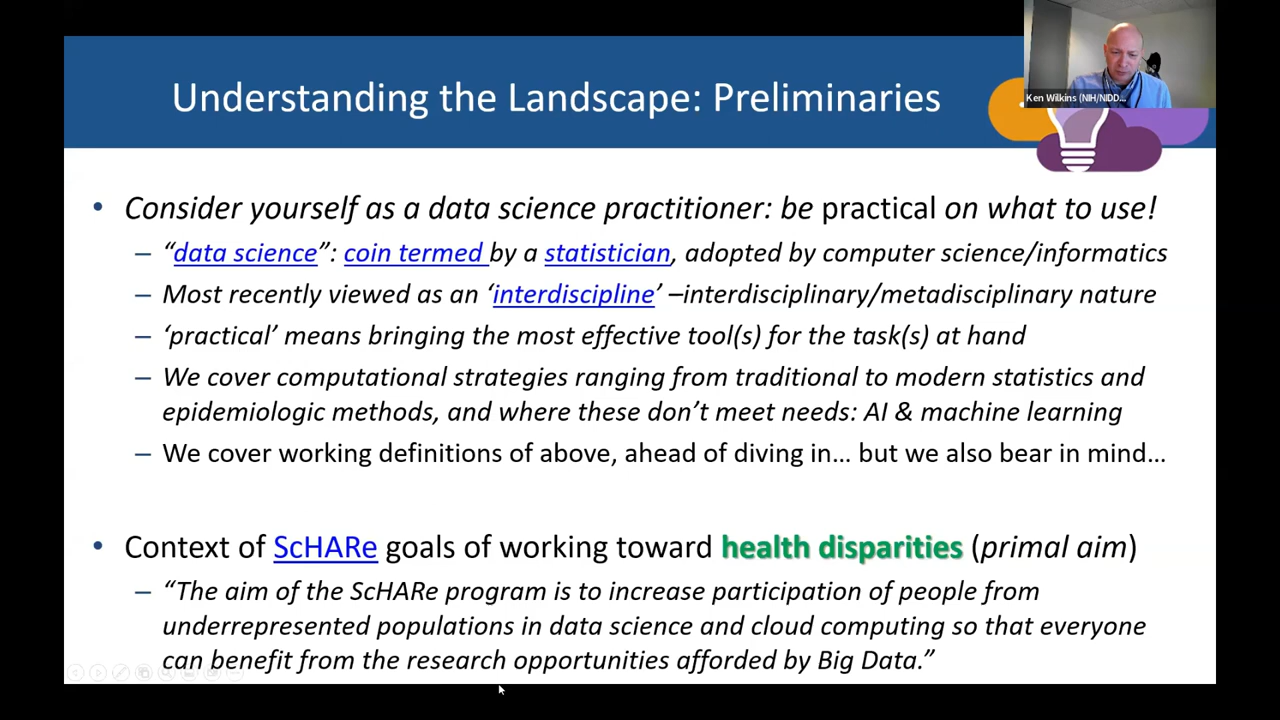 Understanding the Landscape: Preliminaries
Ken Wilkins (NIH/NIDD...
• Consider yourself as a data science practitioner: be practical on what to use!
– “data science”: coin termed by a statistician, adopted by computer science/informatics
– Most recently viewed as an ‘interdiscipline’ –interdisciplinary/metadisciplinary nature
– ‘practical’ means bringing the most effective tool(s) for the task(s) at hand
– We cover computational strategies ranging from traditional to modern statistics and
epidemiologic methods, and where these don’t meet needs: AI & machine learning
– We cover working definitions of above, ahead of diving in… but we also bear in mind…
• Context of ScHARe goals of working toward health disparities (primal aim)
– “The aim of the ScHARe program is to increase participation of people from
underrepresented populations in data science and cloud computing so that everyone
can benefit from the research opportunities afforded by Big Data.”